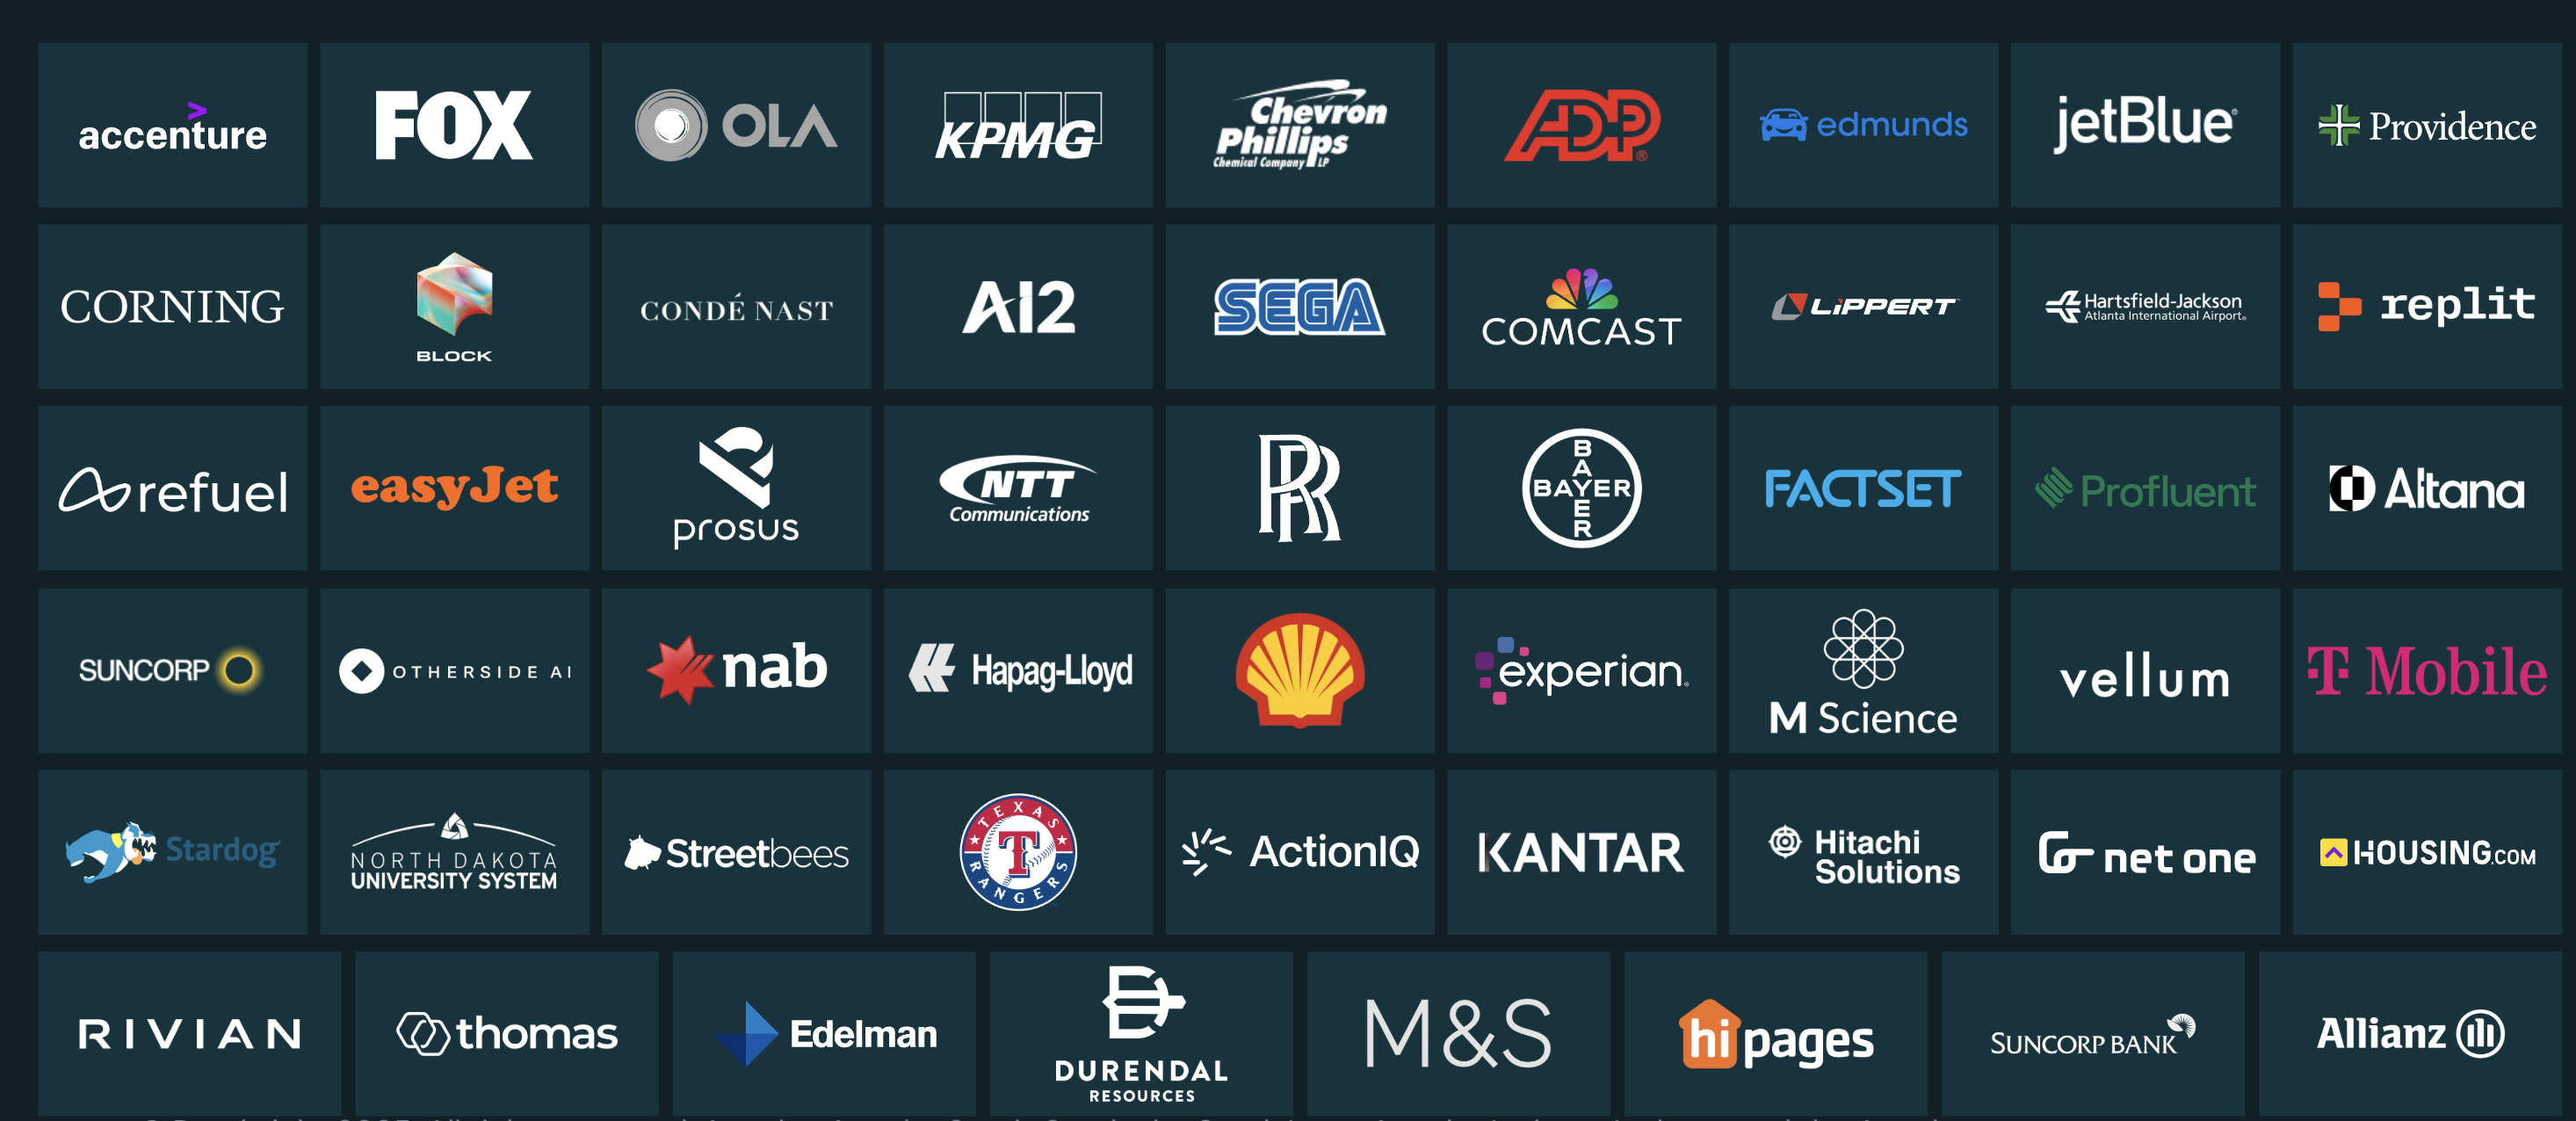 accenture
FOX
OLA
KPMG
Chevron
Phillips
Chemical Company LP
ADP®
edmunds
jetBlue®
Providence
CORNING
BLOCK
CONDÉ NAST
AI2
SEGA
COMCAST
LIPPERT
Hartsfield-Jackson
Atlanta International Airport®
replit
refuel
easyJet
prosus
NTT
Communications
RR
BAYER
BAYER
FACTSET
Profluent
Altana
SUNCORP
OTHERSIDE AI
nab
Hapag-Lloyd
experian
M Science
vellum
T Mobile
Stardog
NORTH DAKOTA
UNIVERSITY SYSTEM
Streetbees
TEXAS
T
RANGERS
ActionIQ
KANTAR
Hitachi
Solutions
net one
HOUSING.COM
RIVIAN
thomas
Edelman
DURENDAL
RESOURCES
M&S
hipages
SUNCORP BANK
Allianz